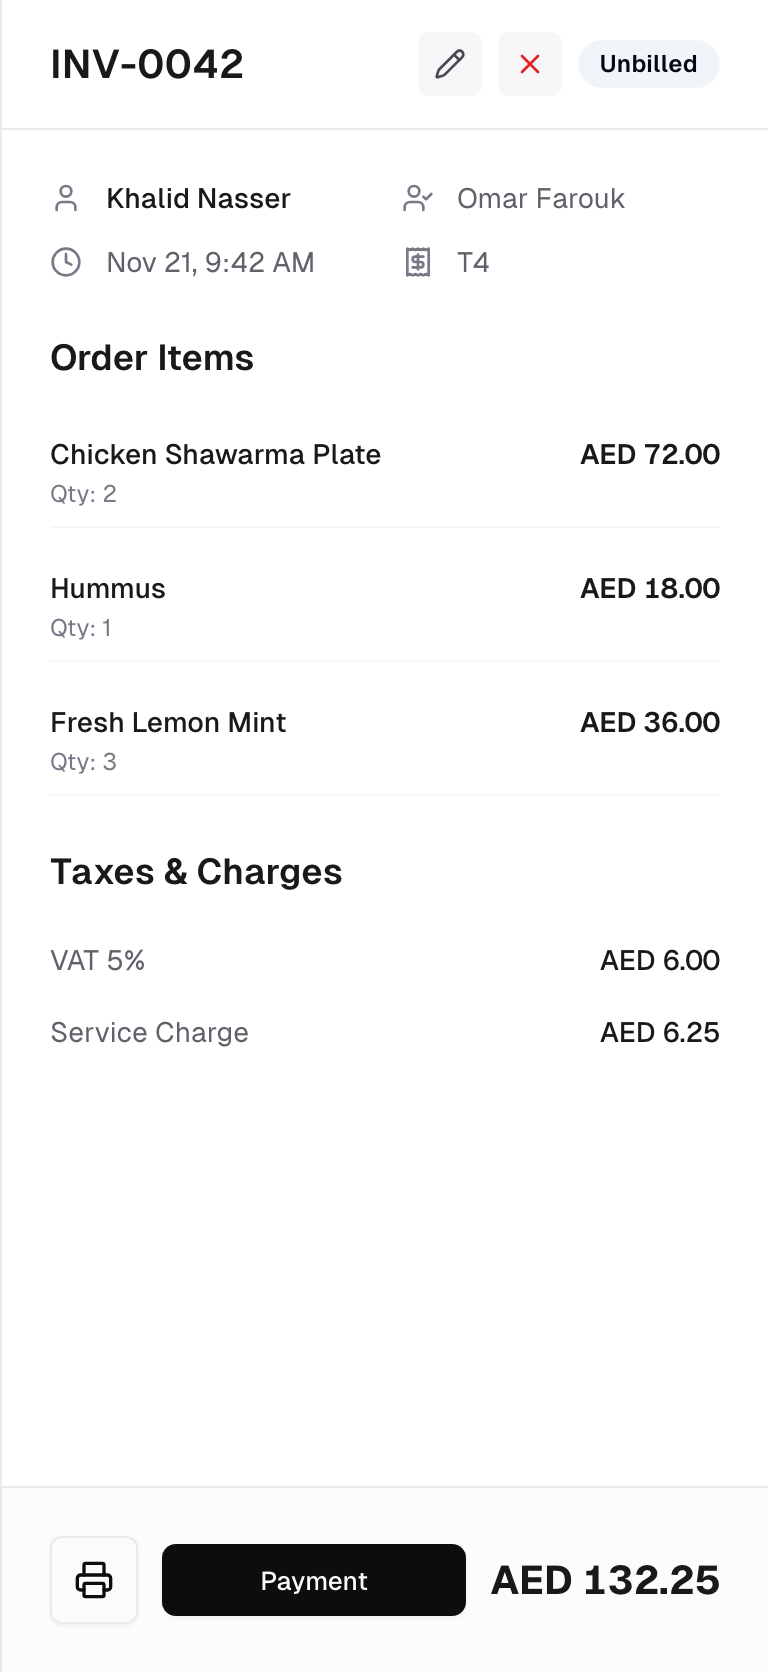 INV-0042
Unbilled
Khalid Nasser
Omar Farouk
Nov 21, 9:42 AM
T4
Order Items
Chicken Shawarma Plate AED 72.00
Qty: 2
Hummus AED 18.00
Qty: 1
Fresh Lemon Mint AED 36.00
Qty: 3
Taxes & Charges
VAT 5% AED 6.00
Service Charge AED 6.25
Payment AED 132.25